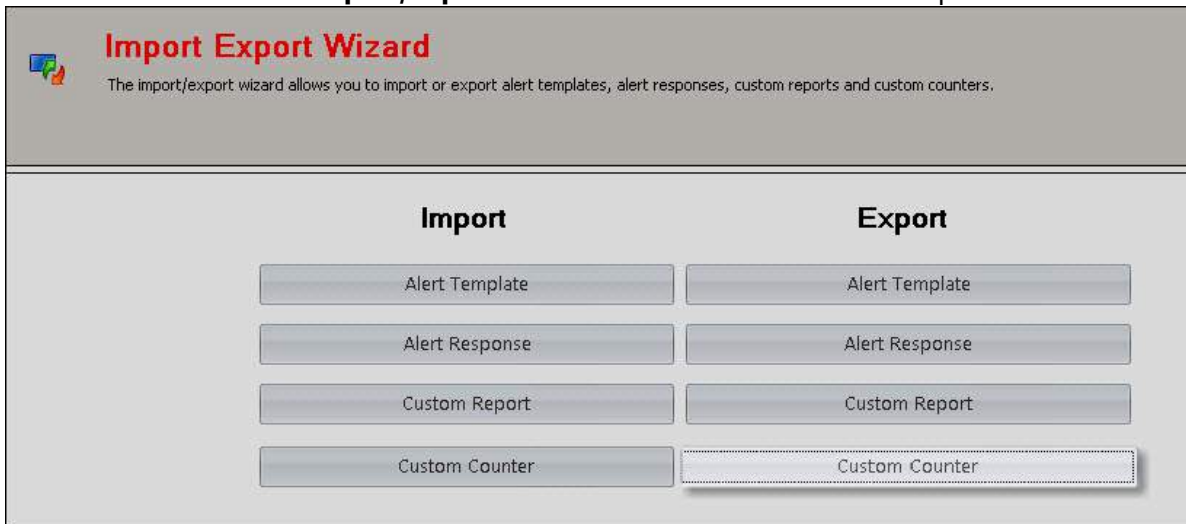 Import Export Wizard
The import/export wizard allows you to import or export alert templates, alert responses, custom reports and custom counters.
Import Export
Alert Template Alert Template
Alert Response Alert Response
Custom Report Custom Report
Custom Counter Custom Counter